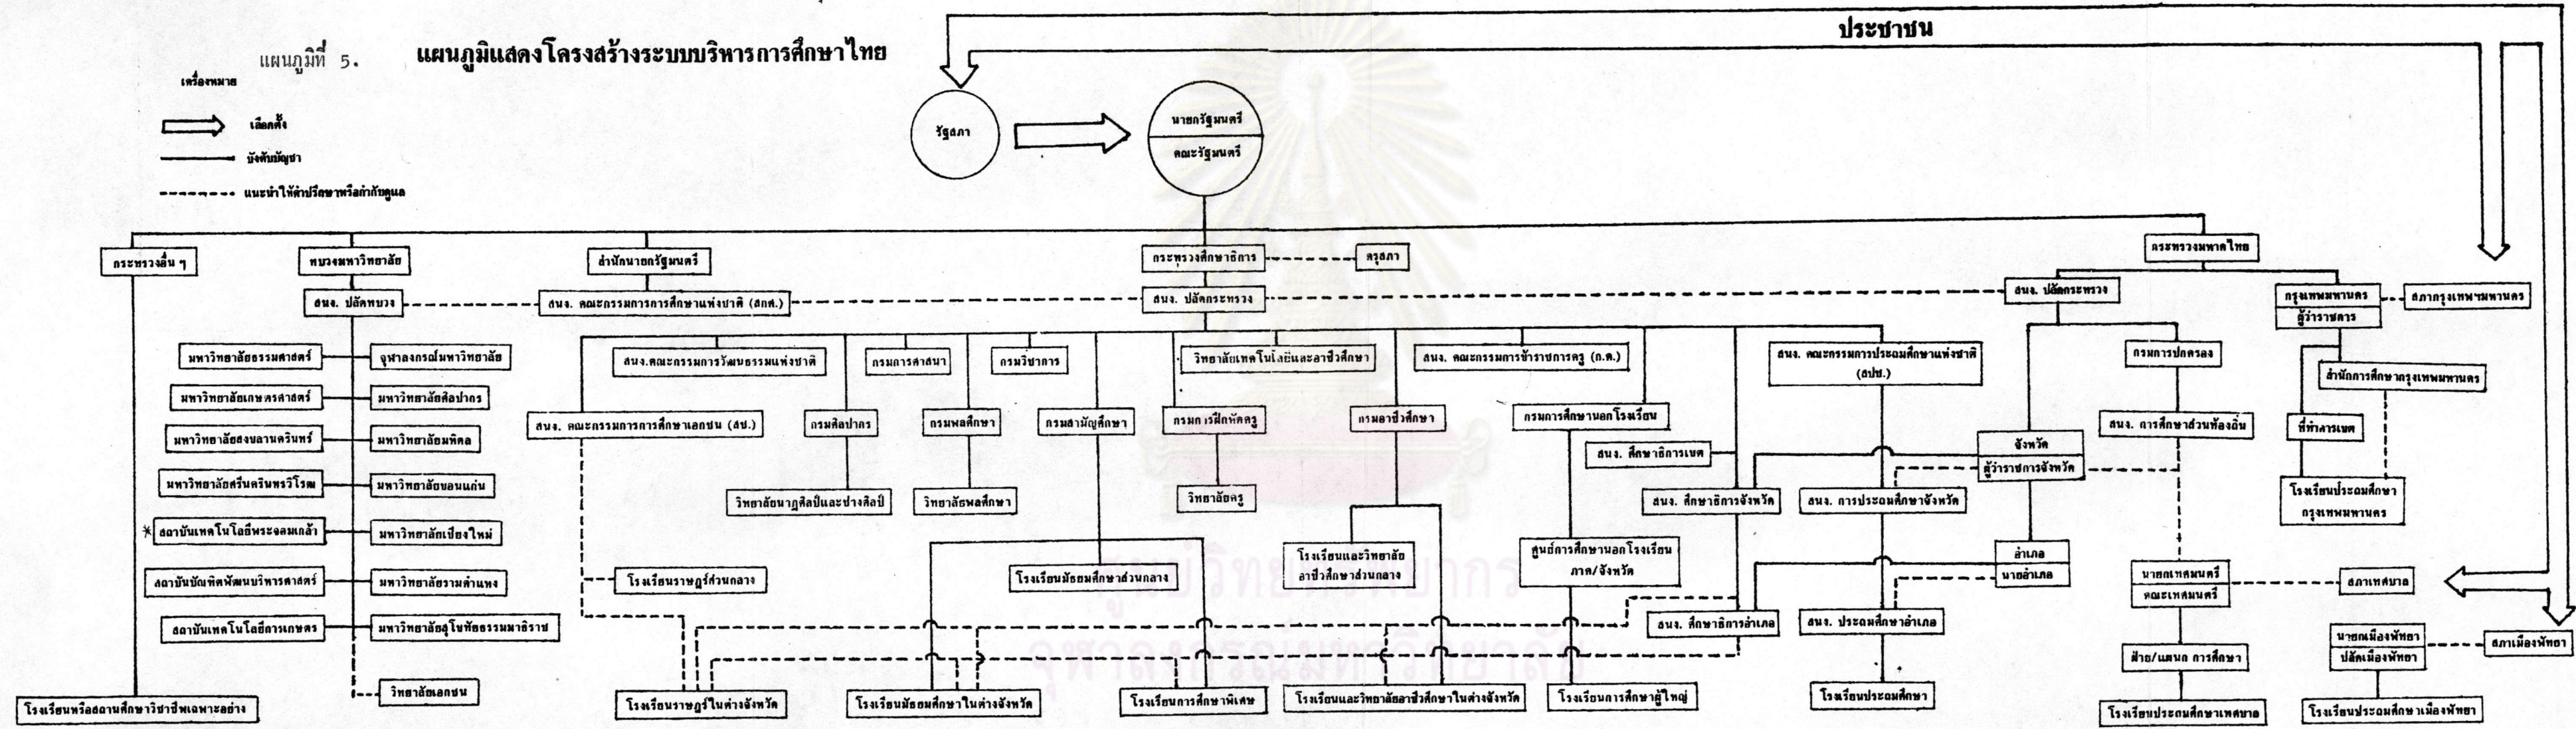 ประชาชน
แผนภูมิที่ 5.
แผนภูมิแสดงโครงสร้างระบบบริหารการศึกษาไทย
เครื่องหมาย
เลือกตั้ง
บังคับบัญชา
แนะนำให้คำปรึกษาหรือกำกับดูแล
รัฐสภา
นายกรัฐมนตรี
คณะรัฐมนตรี
กระทรวงอื่น ๆ
ทบวงมหาวิทยาลัย
สำนักนายกรัฐมนตรี
กระทรวงศึกษาธิการ
คุรุสภา
กระทรวงมหาดไทย
สนง. ปลัดทบวง
สนง. คณะกรรมการการศึกษาแห่งชาติ (สกศ.)
สนง. ปลัดกระทรวง
สนง. ปลัดกระทรวง
กรุงเทพมหานคร
ผู้ว่าราชการ
สภากรุงเทพฯมหานคร
มหาวิทยาลัยธรรมศาสตร์
จุฬาลงกรณ์มหาวิทยาลัย
สนง.คณะกรรมการวัฒนธรรมแห่งชาติ
กรมการศาสนา
กรมวิชาการ
วิทยาลัยเทคโนโลยีและอาชีวศึกษา
สนง. คณะกรรมการข้าราชการครู (ก.ค.)
สนง. คณะกรรมการประถมศึกษาแห่งชาติ
(สปช.)
กรมการปกครอง
สำนักการศึกษากรุงเทพมหานคร
มหาวิทยาลัยเกษตรศาสตร์
มหาวิทยาลัยศิลปากร
สนง. คณะกรรมการการศึกษาเอกชน (สช.)
กรมศิลปากร
กรมพลศึกษา
กรมสามัญศึกษา
กรมการฝึกหัดครู
กรมอาชีวศึกษา
กรมการศึกษานอกโรงเรียน
สนง. การศึกษาส่วนท้องถิ่น
ที่ทำการเขต
มหาวิทยาลัยสงขลานครินทร์
มหาวิทยาลัยมหิดล
สนง. ศึกษาธิการเขต
จังหวัด
ผู้ว่าราชการจังหวัด
มหาวิทยาลัยศรีนครินทรวิโรฒ
มหาวิทยาลัยขอนแก่น
วิทยาลัยนาฏศิลป์และช่างศิลป์
วิทยาลัยพลศึกษา
วิทยาลัยครู
สนง. ศึกษาธิการจังหวัด
สนง. การประถมศึกษาจังหวัด
โรงเรียนประถมศึกษา
กรุงเทพมหานคร
* สถาบันเทคโนโลยีพระจอมเกล้า
มหาวิทยาลัยเชียงใหม่
โรงเรียนและวิทยาลัย
อาชีวศึกษาส่วนกลาง
ศูนย์การศึกษานอกโรงเรียน
ภาค/จังหวัด
อำเภอ
นายอำเภอ
สถาบันบัณฑิตพัฒนบริหารศาสตร์
มหาวิทยาลัยรามคำแหง
โรงเรียนราษฎร์ส่วนกลาง
โรงเรียนมัธยมศึกษาส่วนกลาง
นายกเทศมนตรี
คณะเทศมนตรี
สภาเทศบาล
สถาบันเทคโนโลยีการเกษตร
มหาวิทยาลัยสุโขทัยธรรมาธิราช
สนง. ศึกษาธิการอำเภอ
สนง. ประถมศึกษาอำเภอ
นายกเมืองพัทยา
ปลัดเมืองพัทยา
สภาเมืองพัทยา
ฝ่าย/แผนก การศึกษา
วิทยาลัยเอกชน
โรงเรียนหรือสถานศึกษาวิชาชีพเฉพาะอย่าง
โรงเรียนราษฎร์ในต่างจังหวัด
โรงเรียนมัธยมศึกษาในต่างจังหวัด
โรงเรียนการศึกษาพิเศษ
โรงเรียนและวิทยาลัยอาชีวศึกษาในต่างจังหวัด
โรงเรียนการศึกษาผู้ใหญ่
โรงเรียนประถมศึกษา
โรงเรียนประถมศึกษาเทศบาล
โรงเรียนประถมศึกษาเมืองพัทยา
ศูนย์วิทยทรัพยากร
จุฬาลงกรณ์มหาวิทยาลัย